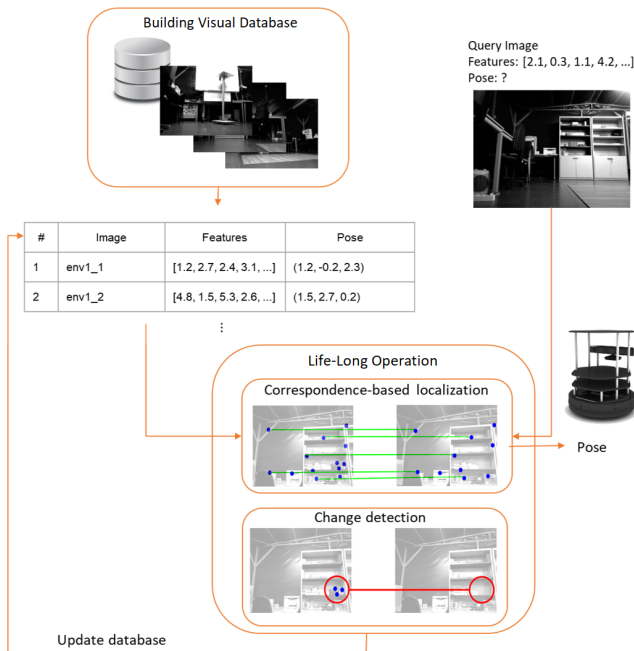 Building Visual Database
Query Image
Features: [2.1, 0.3, 1.1, 4.2, ...]
Pose: ?
# Image Features Pose
1 env1_1 [1.2, 2.7, 2.4, 3.1, ...] (1.2, -0.2, 2.3)
2 env1_2 [4.8, 1.5, 5.3, 2.6, ...] (1.5, 2.7, 0.2)
⋮
Life-Long Operation
Correspondence-based localization
Pose
Change detection
Update database